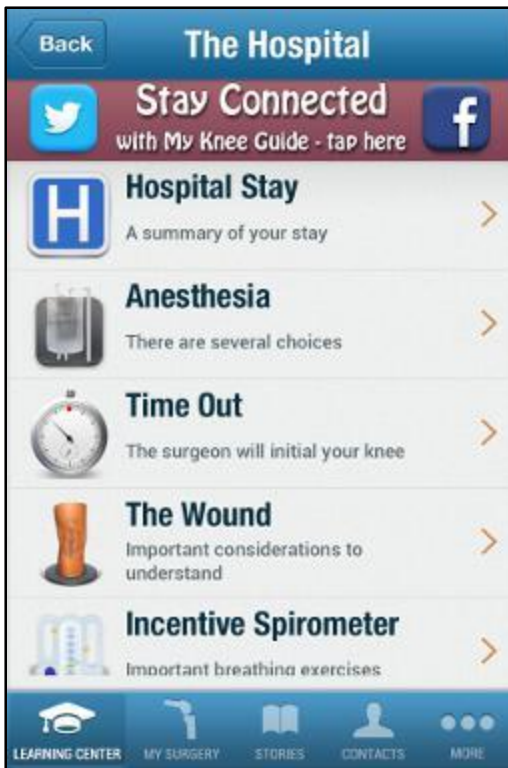 Back
The Hospital
Stay Connected
with My Knee Guide - tap here
f
H
Hospital Stay
A summary of your stay
Anesthesia
There are several choices
Time Out
The surgeon will initial your knee
The Wound
Important considerations to
understand
Incentive Spirometer
Important breathing exercises
LEARNING CENTER
MY SURGERY
STORIES
CONTACTS
MORE